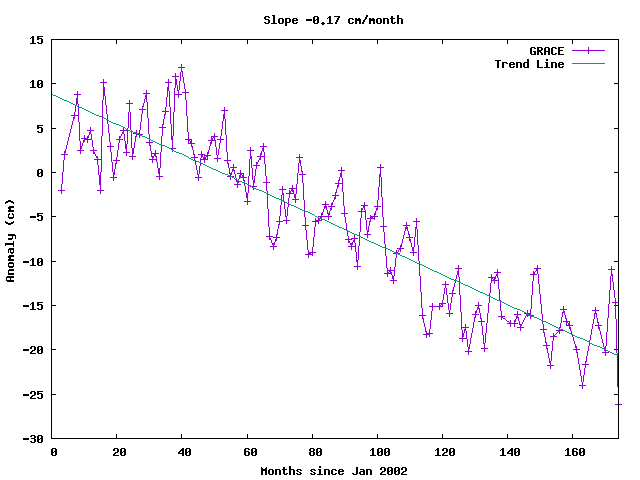 Slope -0.17 cm/month
GRACE
Trend Line
15
10
5
0
-5
-10
-15
-20
-25
-30
Anomaly (cm)
0 20 40 60 80 100 120 140 160
Months since Jan 2002